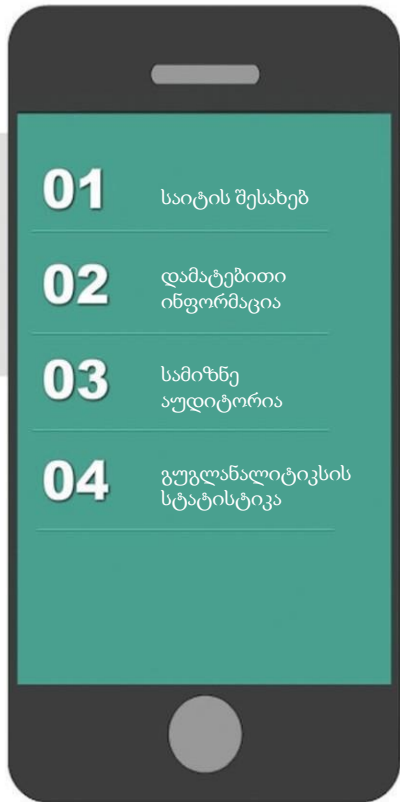 01
საიტის შესახებ
02
დამატებითი
ინფორმაცია
03
სამიზნე
აუდიტორია
04
გუგლანალიტიკსის
სტატისტიკა